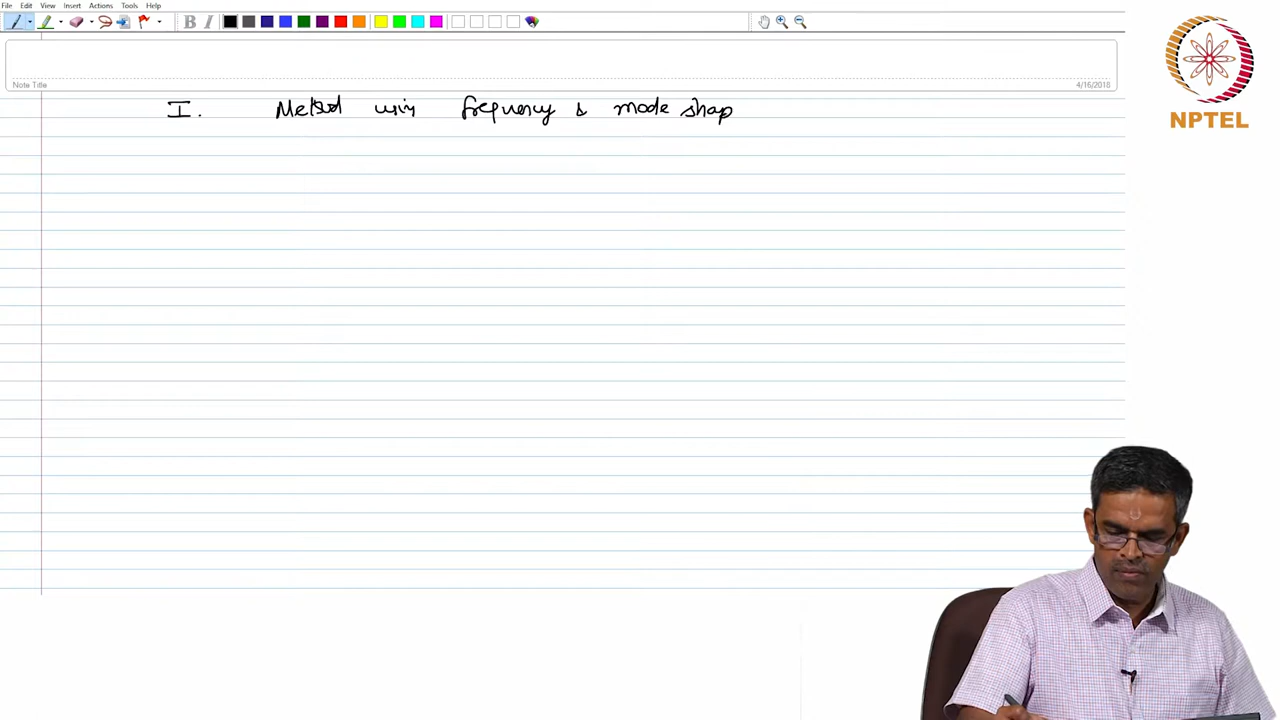 File Edit View Insert Actions Tools Help
B I
Note Title
4/16/2018
I. Method using frequency & mode shap
NPTEL